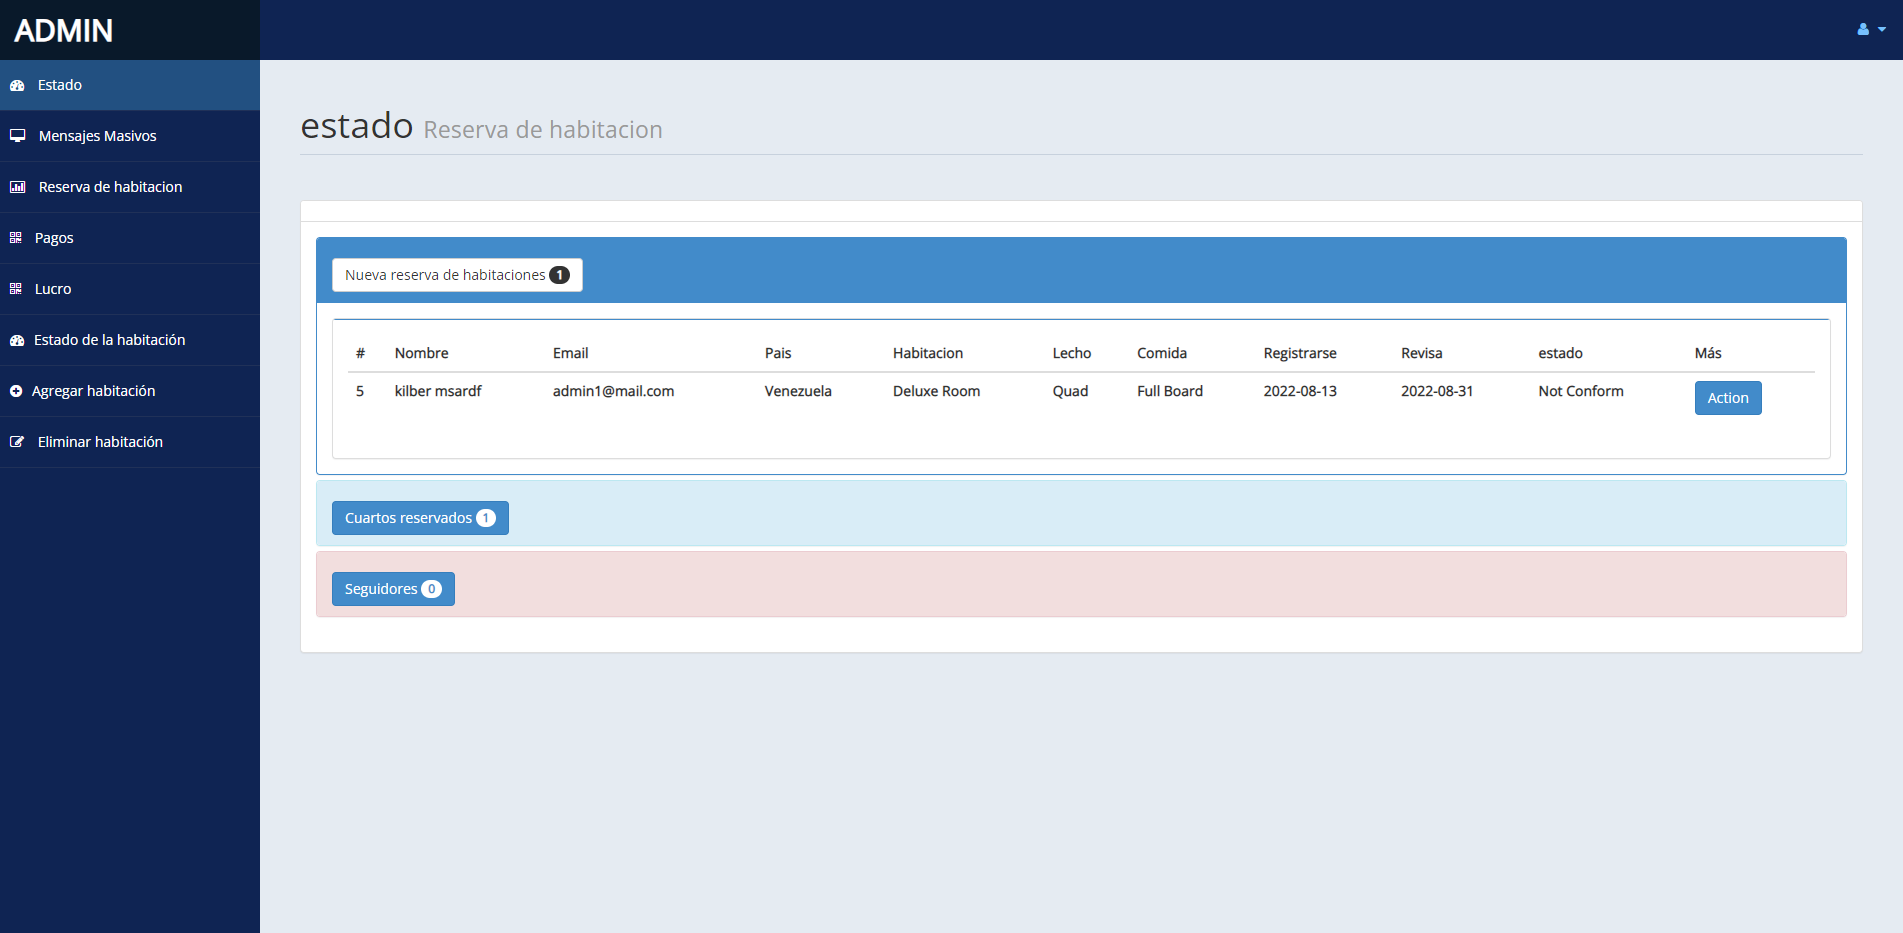 ADMIN
Estado
Mensajes Masivos
Reserva de habitacion
Pagos
Lucro
Estado de la habitación
Agregar habitación
Eliminar habitación
estado Reserva de habitacion
Nueva reserva de habitaciones 1
# Nombre Email Pais Habitacion Lecho Comida Registrarse Revisa estado Más
5 kilber msardf admin1@mail.com Venezuela Deluxe Room Quad Full Board 2022-08-13 2022-08-31 Not Conform Action
Cuartos reservados 1
Seguidores 0